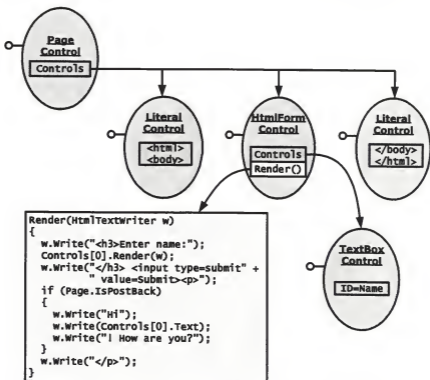 Page
Control
Controls
Literal
Control
<html>
<body>
HtmlForm
Control
Controls
Render()
Literal
Control
</body>
</html>
Render(HtmlTextWriter w)
{
w.Write("<h3>Enter name:");
Controls[0].Render(w);
w.Write("</h3> <input type=submit" +
" value=Submit><p>");
if (Page.IsPostBack)
{
w.Write("Hi");
w.Write(Controls[0].Text);
w.Write("! How are you?");
}
w.Write("</p>");
}
TextBox
Control
ID=Name